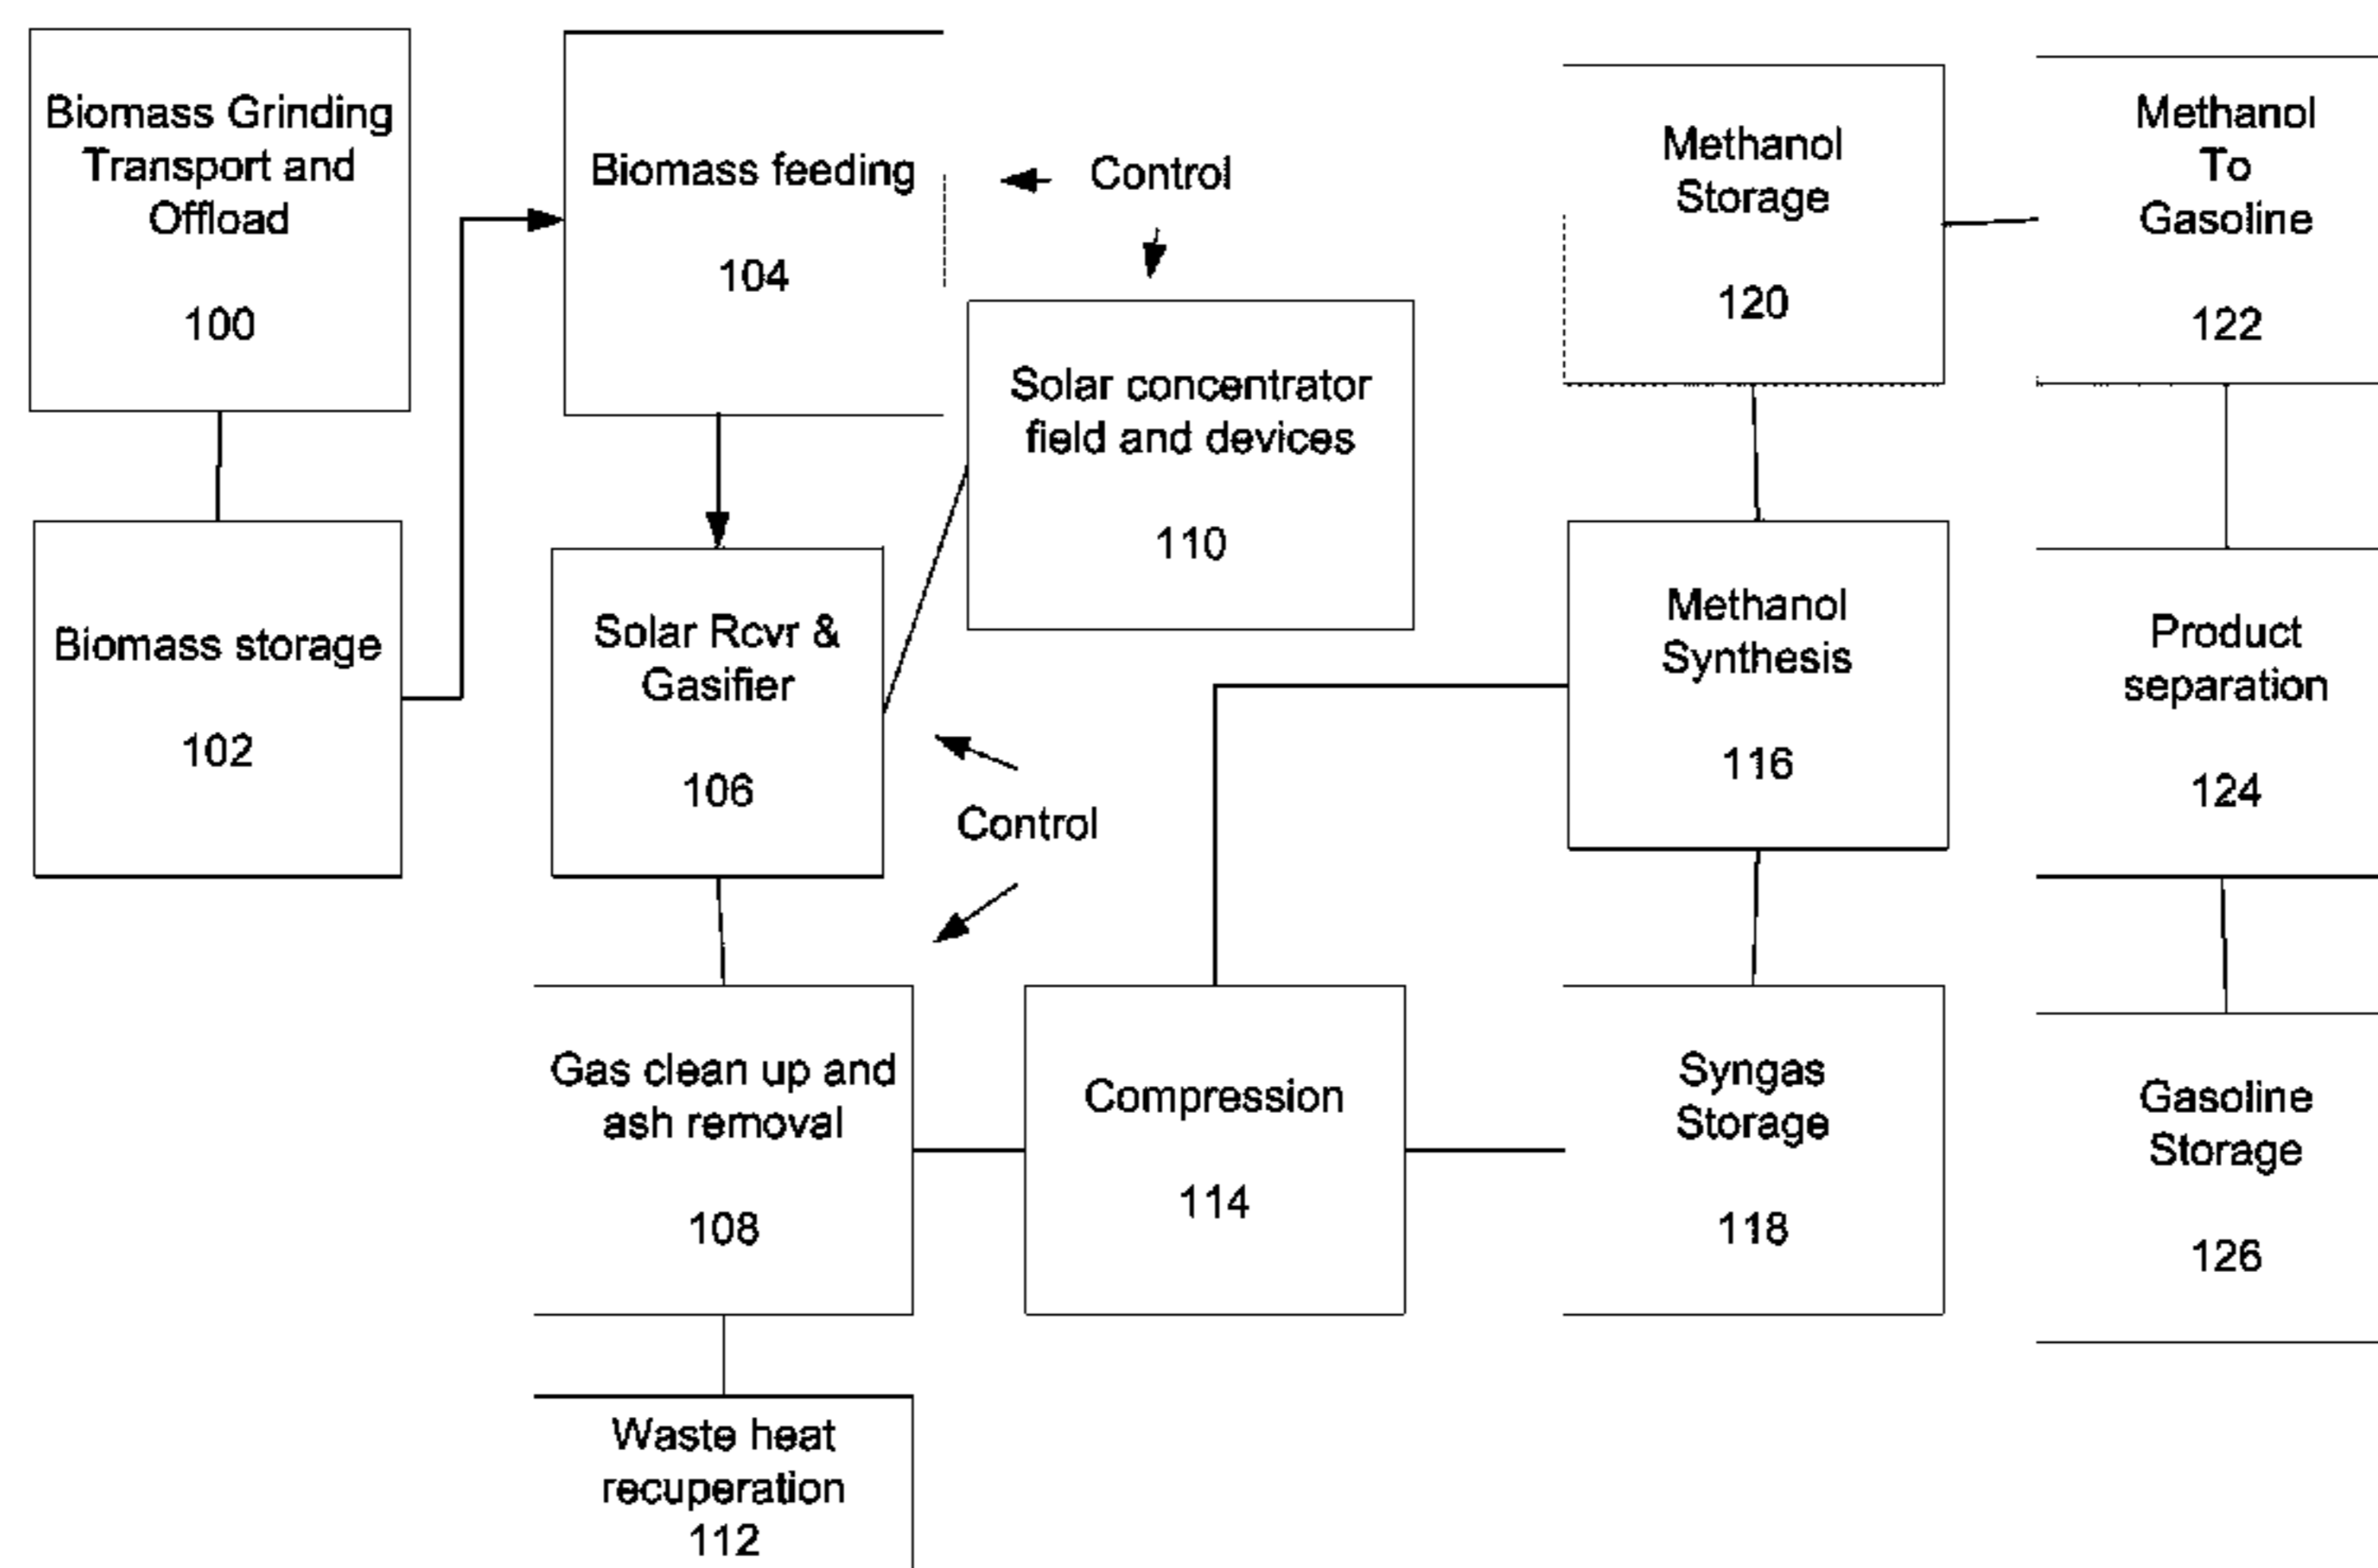 Biomass Grinding
Transport and
Offload
100
Biomass storage
102
Biomass feeding
104
Control
Solar concentrator
field and devices
110
Solar Rcvr &
Gasifier
106
Control
Gas clean up and
ash removal
108
Waste heat
recuperation
112
Compression
114
Methanol
Storage
120
Methanol
Synthesis
116
Syngas
Storage
118
Methanol
To
Gasoline
122
Product
separation
124
Gasoline
Storage
126